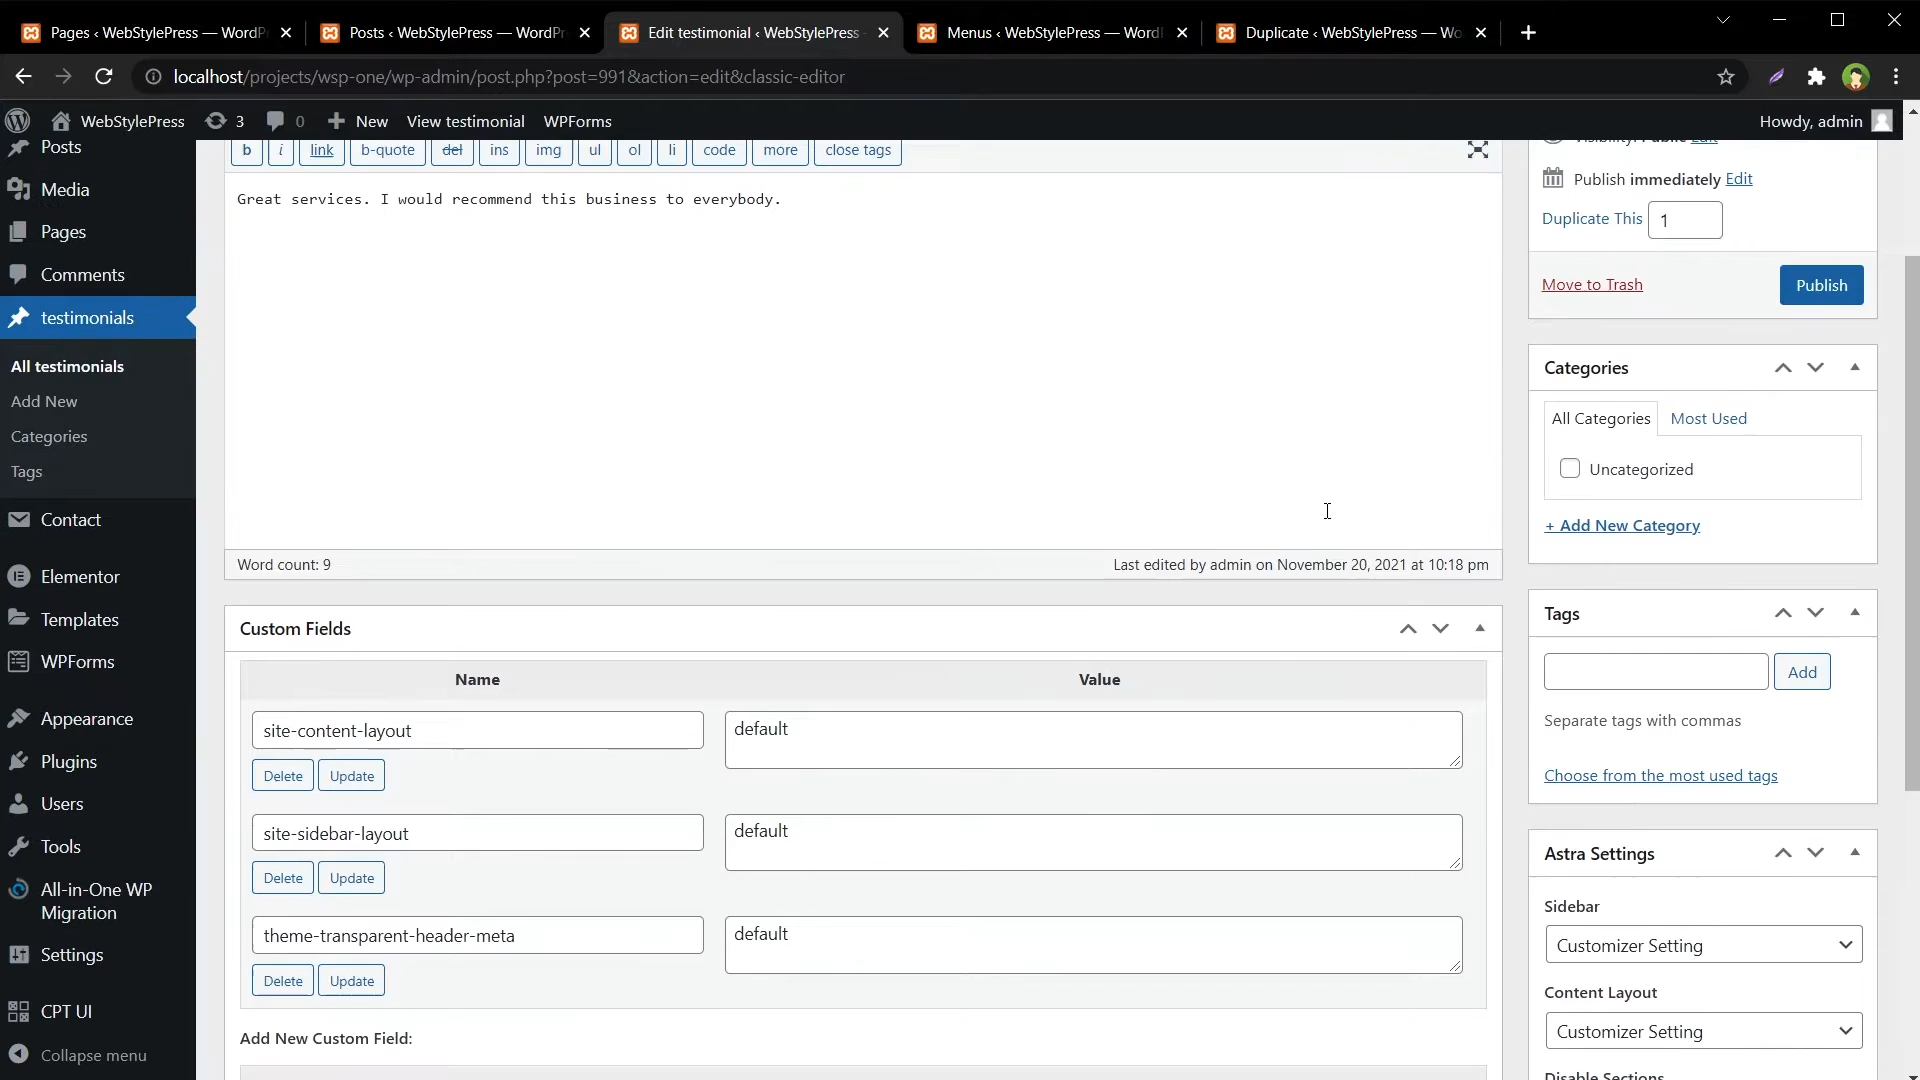 Pages ‹ WebStylePress — WordP
Posts ‹ WebStylePress — WordPr
Edit testimonial ‹ WebStylePress
Menus ‹ WebStylePress — Word
Duplicate ‹ WebStylePress — Wo
localhost/projects/wsp-one/wp-admin/post.php?post=991&action=edit&classic-editor
WebStylePress
3
0
New
View testimonial
WPForms
Howdy, admin
Posts
Media
Pages
Comments
testimonials
All testimonials
Add New
Categories
Tags
Contact
Elementor
Templates
WPForms
Appearance
Plugins
Users
Tools
All-in-One WP
Migration
Settings
CPT UI
Collapse menu
b
i
link
b-quote
del
ins
img
ul
ol
li
code
more
close tags
Great services. I would recommend this business to everybody.
Word count: 9
Last edited by admin on November 20, 2021 at 10:18 pm
Custom Fields
Name
Value
site-content-layout
default
Delete
Update
site-sidebar-layout
default
Delete
Update
theme-transparent-header-meta
default
Delete
Update
Add New Custom Field:
Visibility: Public Edit
Publish immediately Edit
Duplicate This
1
Move to Trash
Publish
Categories
All Categories
Most Used
Uncategorized
+ Add New Category
Tags
Add
Separate tags with commas
Choose from the most used tags
Astra Settings
Sidebar
Customizer Setting
Content Layout
Customizer Setting
Disable Sections